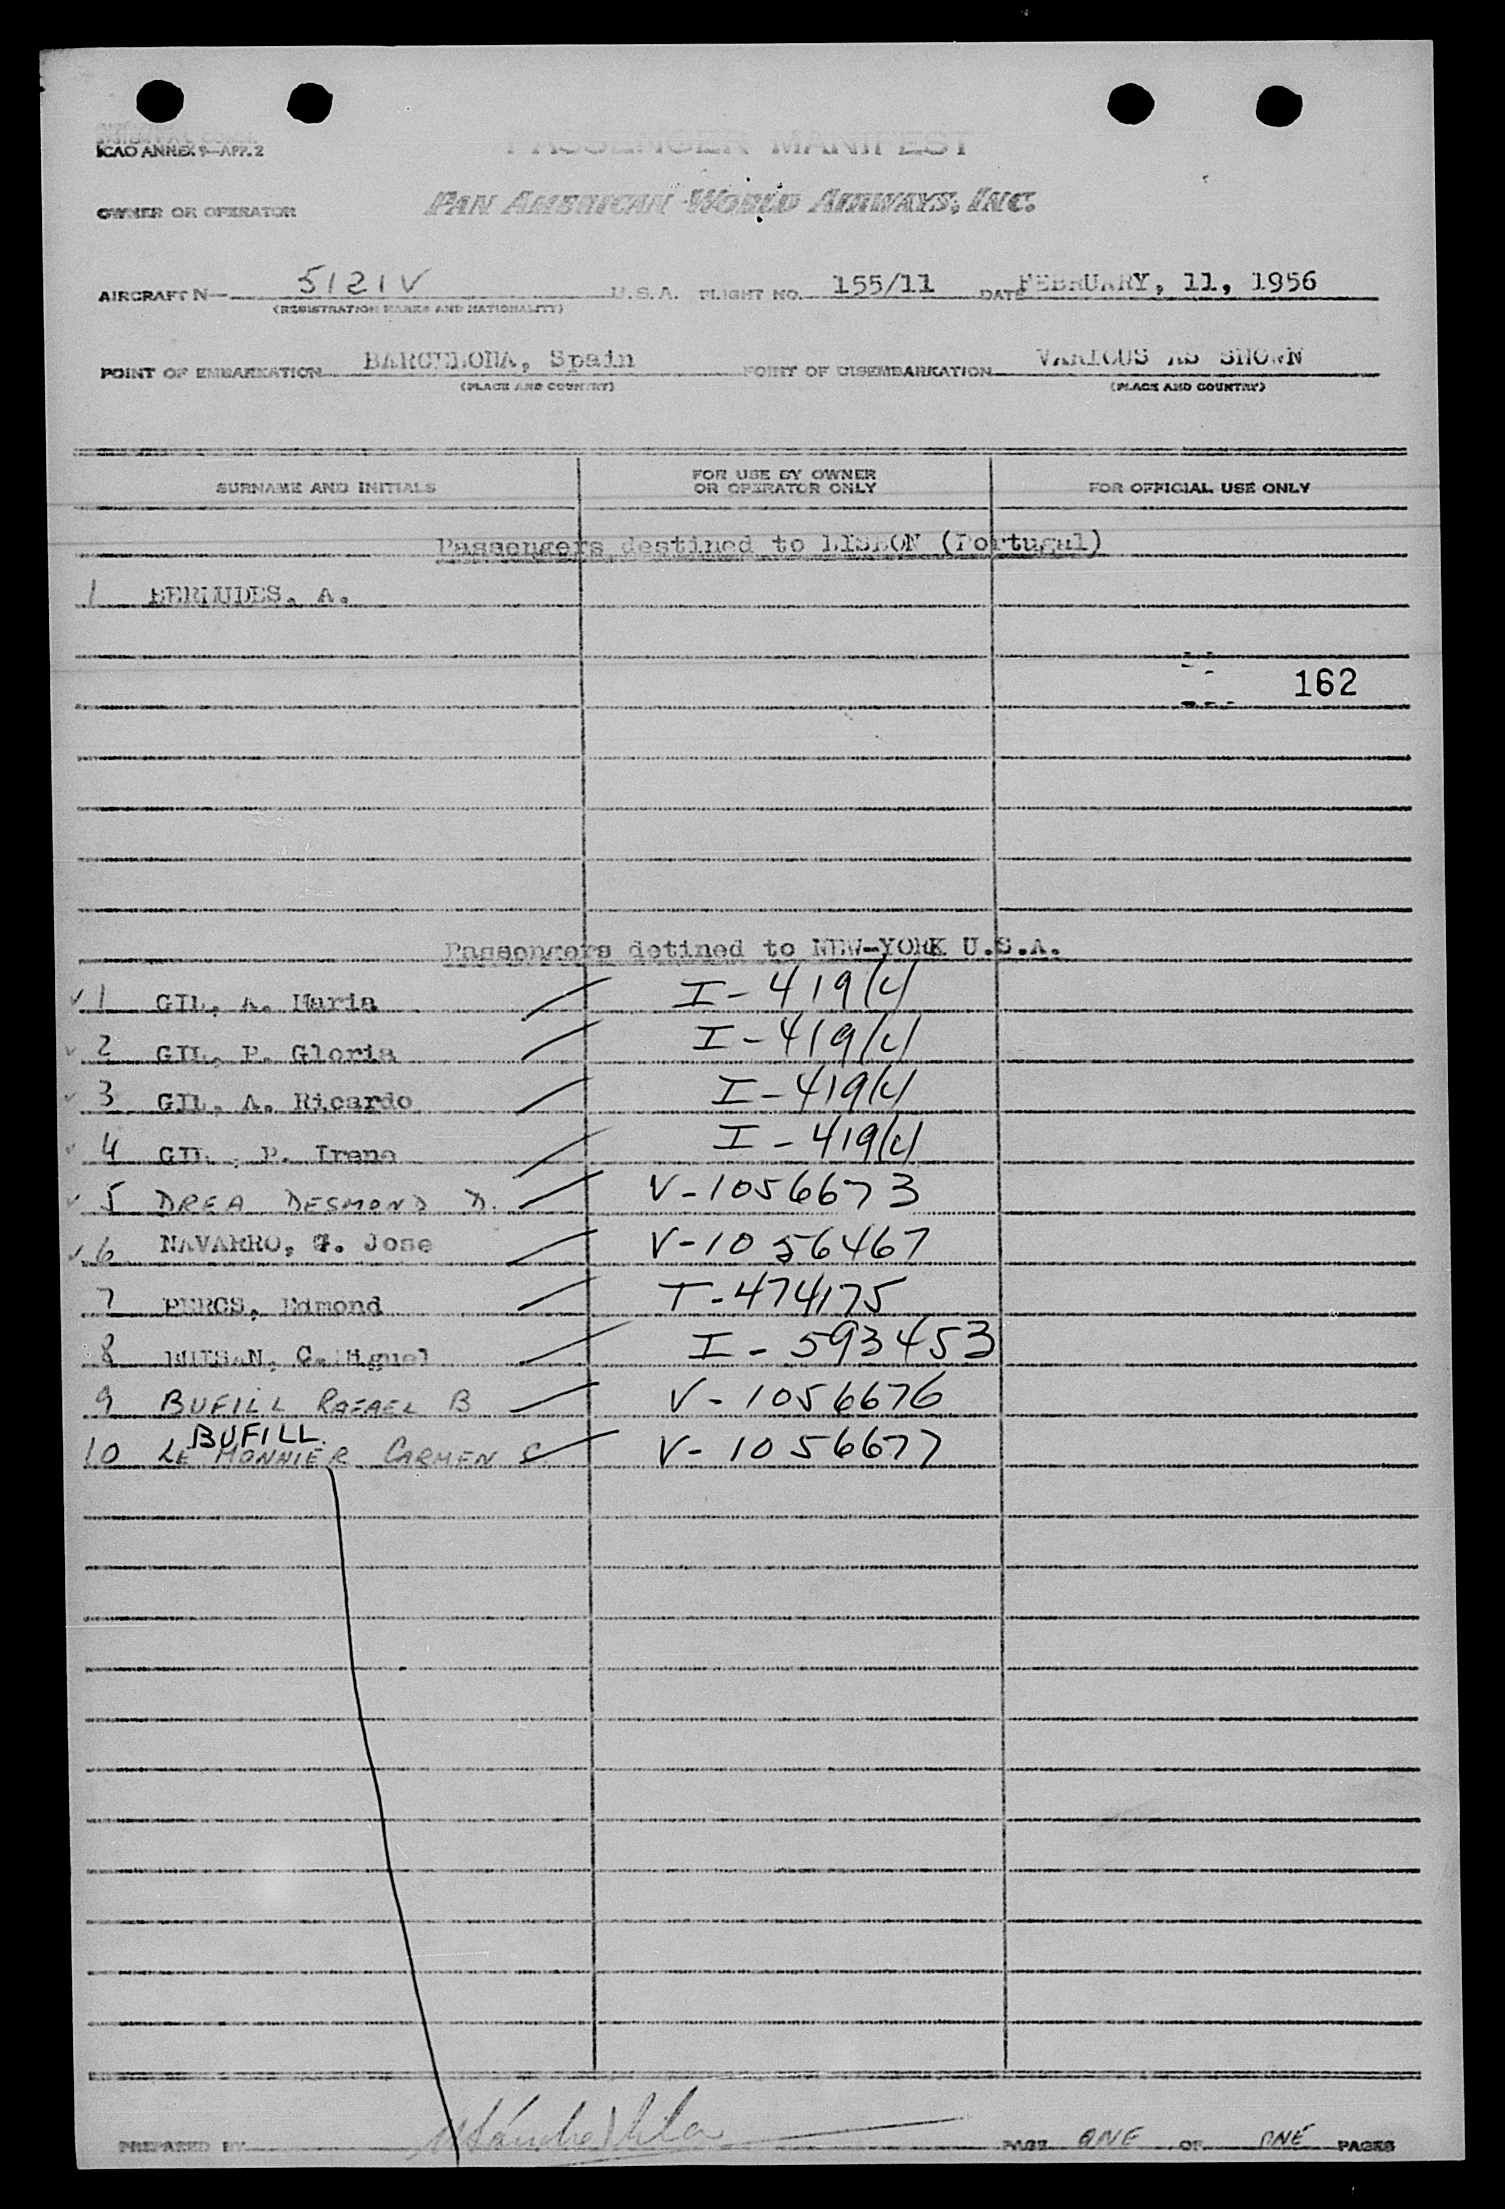 ICAO ANNEX 9—APP. 2
PASSENGER MANIFEST
OWNER OR OPERATOR PAN AMERICAN WORLD AIRWAYS, INC.
AIRCRAFT N— 5121V U.S.A. FLIGHT NO. 155/11 DATE FEBRUARY, 11, 1956
(REGISTRATION MARKS AND NATIONALITY)
POINT OF EMBARKATION BARCELONA, Spain POINT OF DISEMBARKATION VARIOUS AS SHOWN
(PLACE AND COUNTRY) (PLACE AND COUNTRY)
SURNAME AND INITIALS FOR USE BY OWNER OR OPERATOR ONLY FOR OFFICIAL USE ONLY
Passengers destined to LISBON (Portugal)
1 BERMUDES, A.
162
Passengers detined to NEW-YORK U.S.A.
1 GIL, A. Maria I-419(4)
2 GIL, P. Gloria I-419(4)
3 GIL, A. Ricardo I-419(4)
4 GIL, P. Irene I-419(4)
5 DREA DESMOND D. V-1056673
6 NAVARRO, G. Jose V-1056467
7 Edmond T-474175
8 C. Miguel I-593453
9 BUFILL RAFAEL B V-1056676
BUFILL
10 LE MONNIER CARMEN S V-1056677
PREPARED BY PAGE ONE OF ONE PAGES